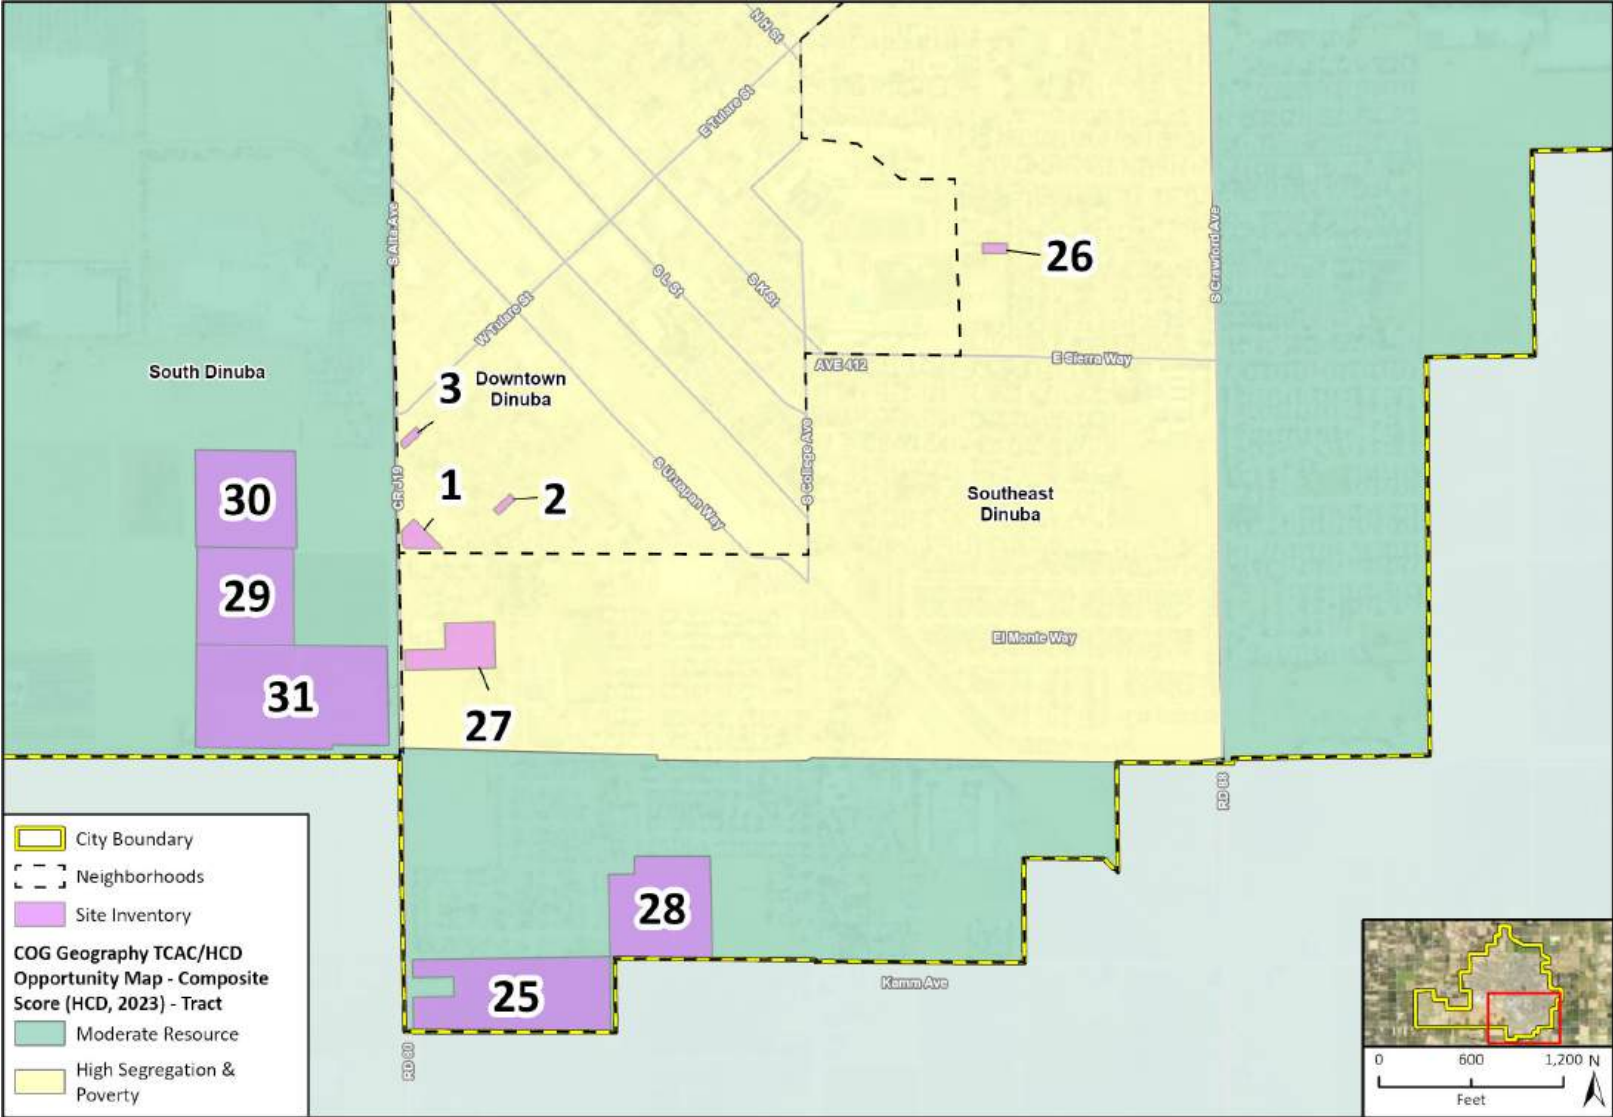 N H St
E Tulare St
S Alta Ave
S Crawford Ave
26
S L St
S K St
W Tulare St
AVE 412
E Sierra Way
South Dinuba
3
Downtown
Dinuba
CR J19
1
2
S College Ave
S Uruapan Way
Southeast
Dinuba
30
29
El Monte Way
31
27
RD 88
28
25
Kamm Ave
RD 80
City Boundary
Neighborhoods
Site Inventory
COG Geography TCAC/HCD
Opportunity Map - Composite
Score (HCD, 2023) - Tract
Moderate Resource
High Segregation &
Poverty
0 600 1,200 N
Feet